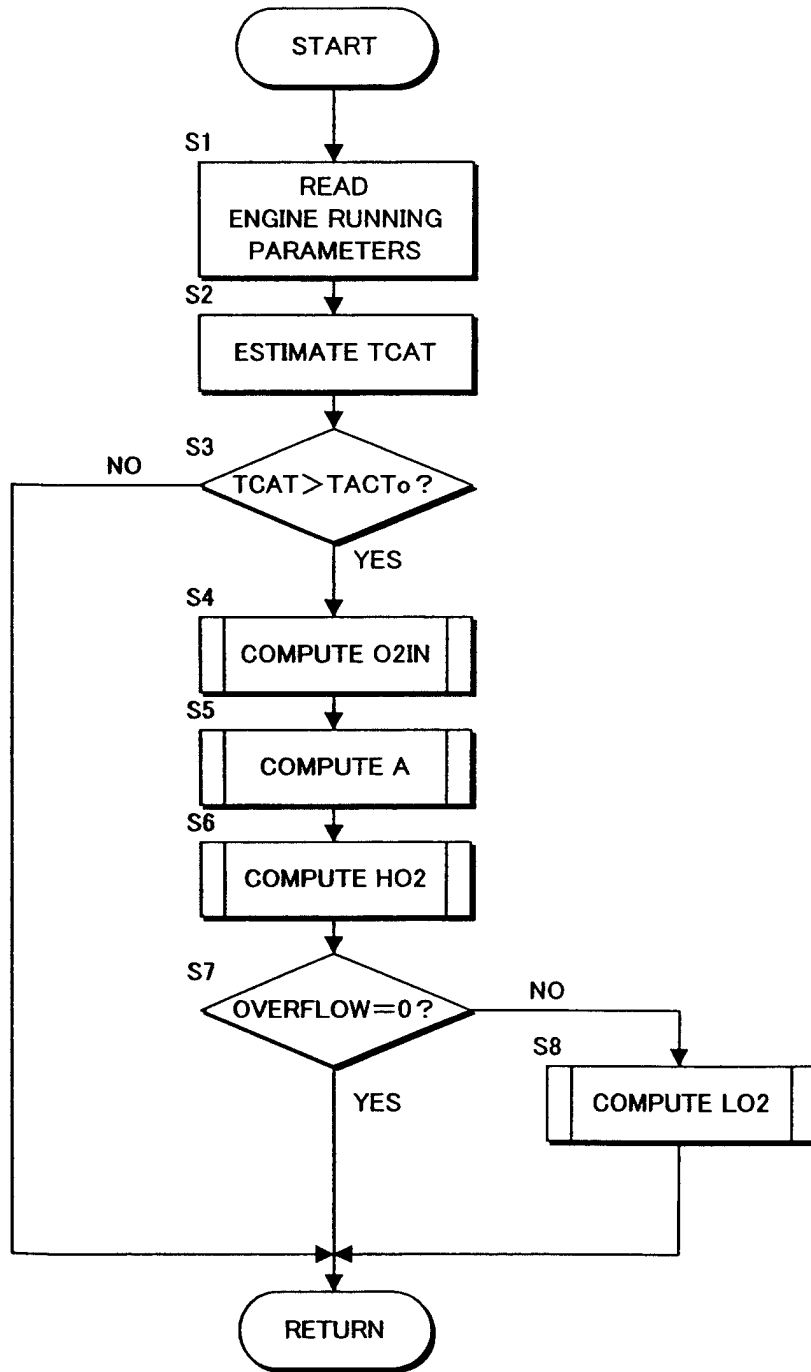 START
S1
READ
ENGINE RUNNING
PARAMETERS
S2
ESTIMATE TCAT
S3
NO
TCAT>TACTo?
YES
S4
COMPUTE O2IN
S5
COMPUTE A
S6
COMPUTE HO2
S7
OVERFLOW=0?
NO
YES
S8
COMPUTE LO2
RETURN